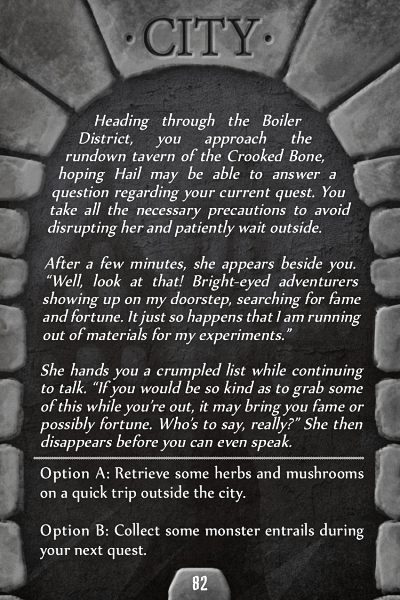 ·CITY·
Heading through the Boiler
District, you approach the
rundown tavern of the Crooked Bone,
hoping Hail may be able to answer a
question regarding your current quest. You
take all the necessary precautions to avoid
disrupting her and patiently wait outside.
After a few minutes, she appears beside you.
“Well, look at that! Bright-eyed adventurers
showing up on my doorstep, searching for fame
and fortune. It just so happens that I am running
out of materials for my experiments.”
She hands you a crumpled list while continuing
to talk. “If you would be so kind as to grab some
of this while you’re out, it may bring you fame or
possibly fortune. Who’s to say, really?” She then
disappears before you can even speak.
Option A: Retrieve some herbs and mushrooms
on a quick trip outside the city.
Option B: Collect some monster entrails during
your next quest.
82